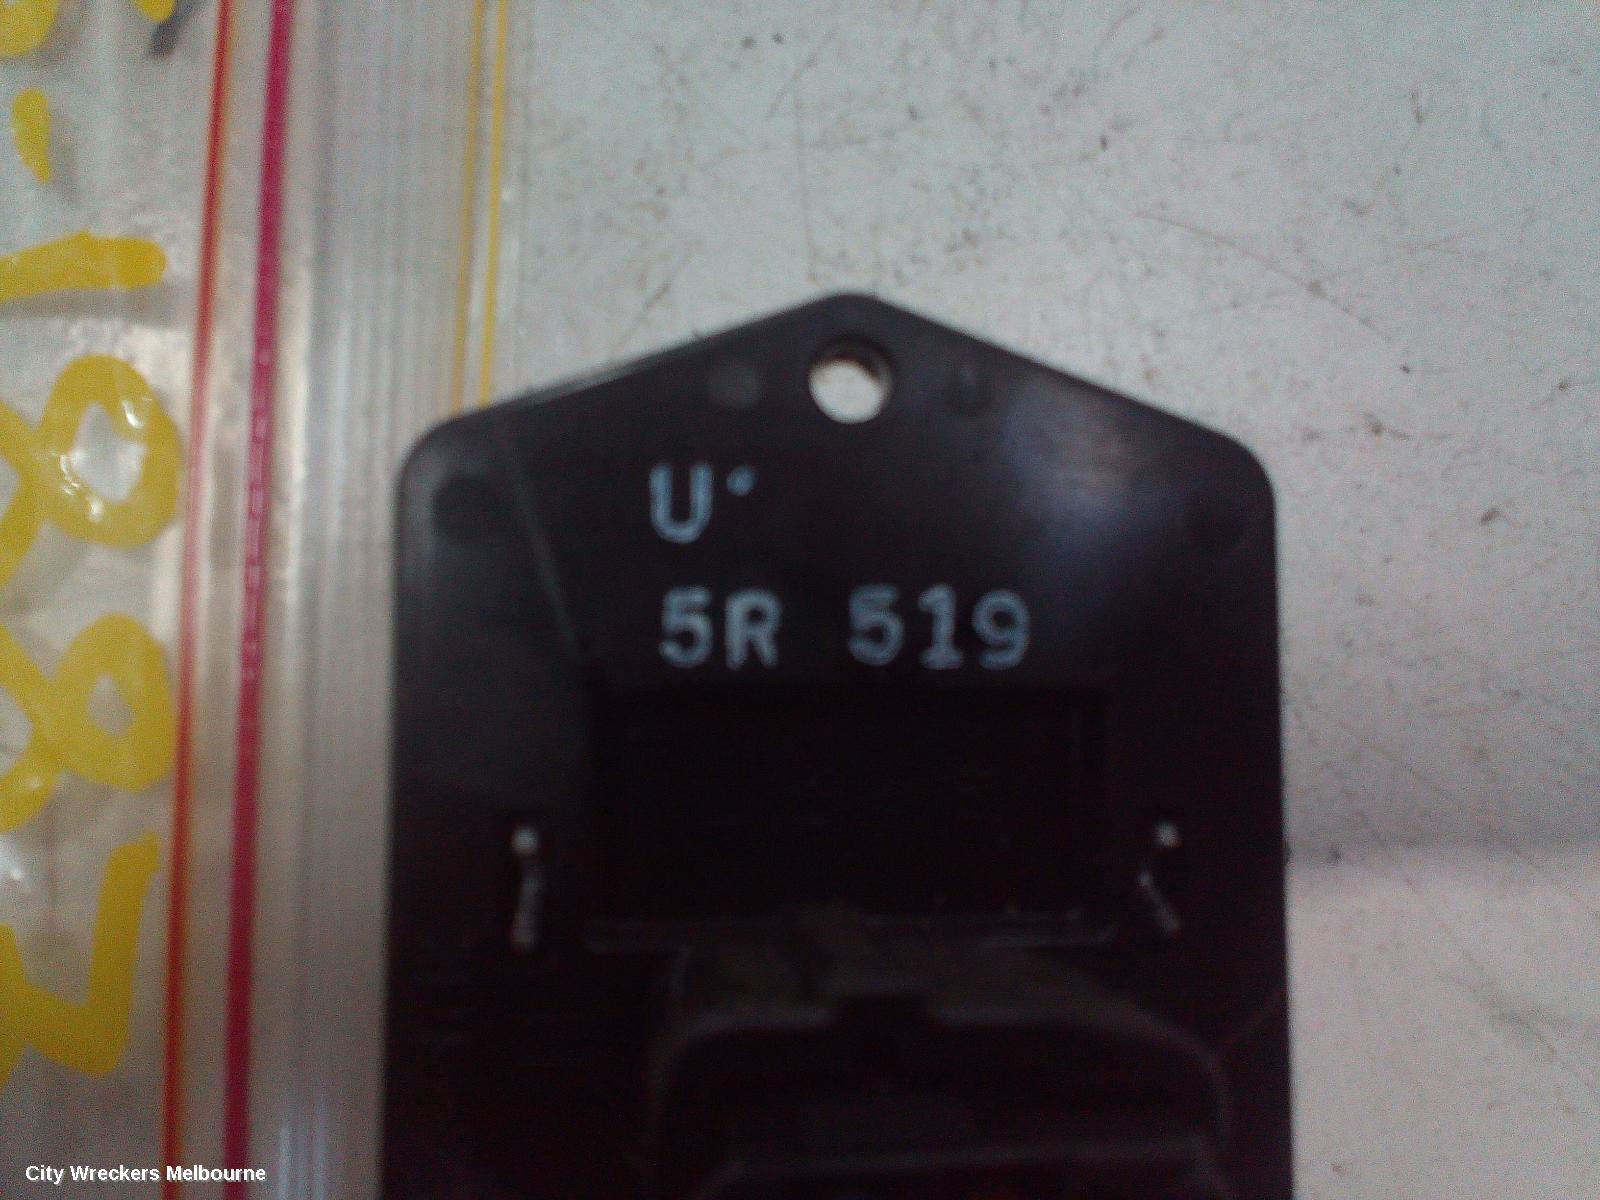 U·
5R 519
City Wreckers Melbourne